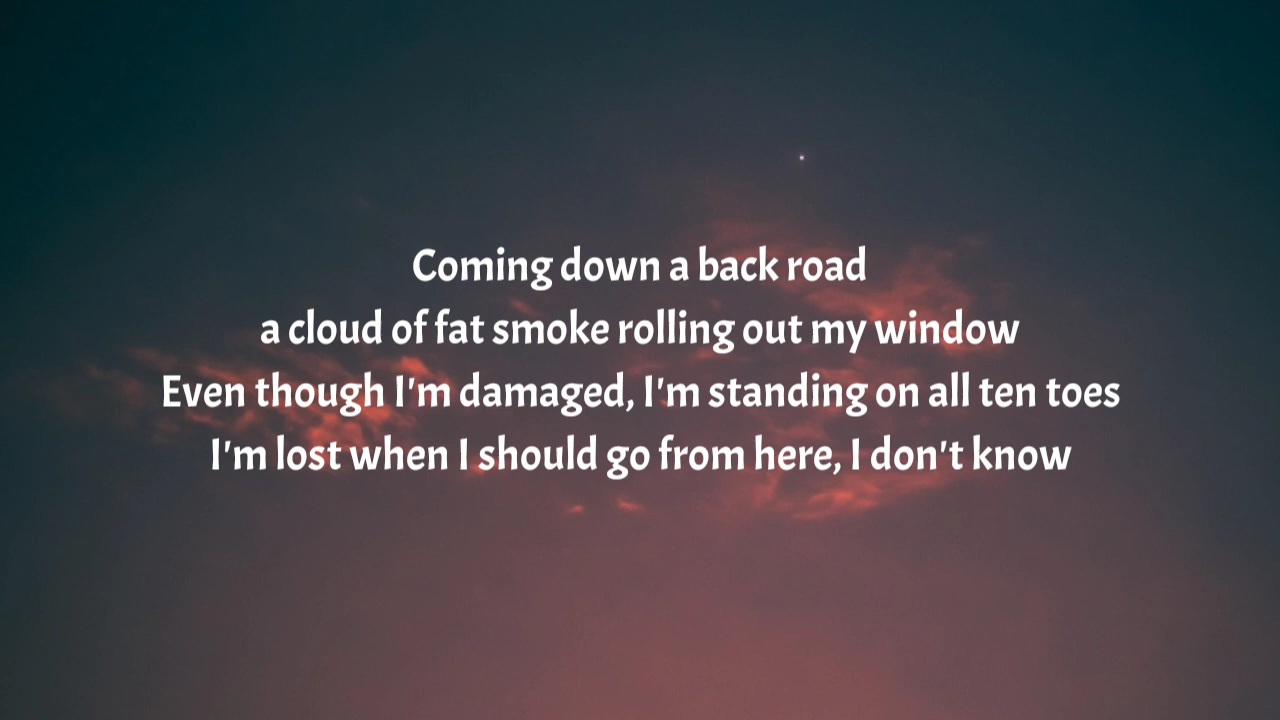 Coming down a back road
a cloud of fat smoke rolling out my window
Even though I'm damaged, I'm standing on all ten toes
I'm lost when I should go from here, I don't know